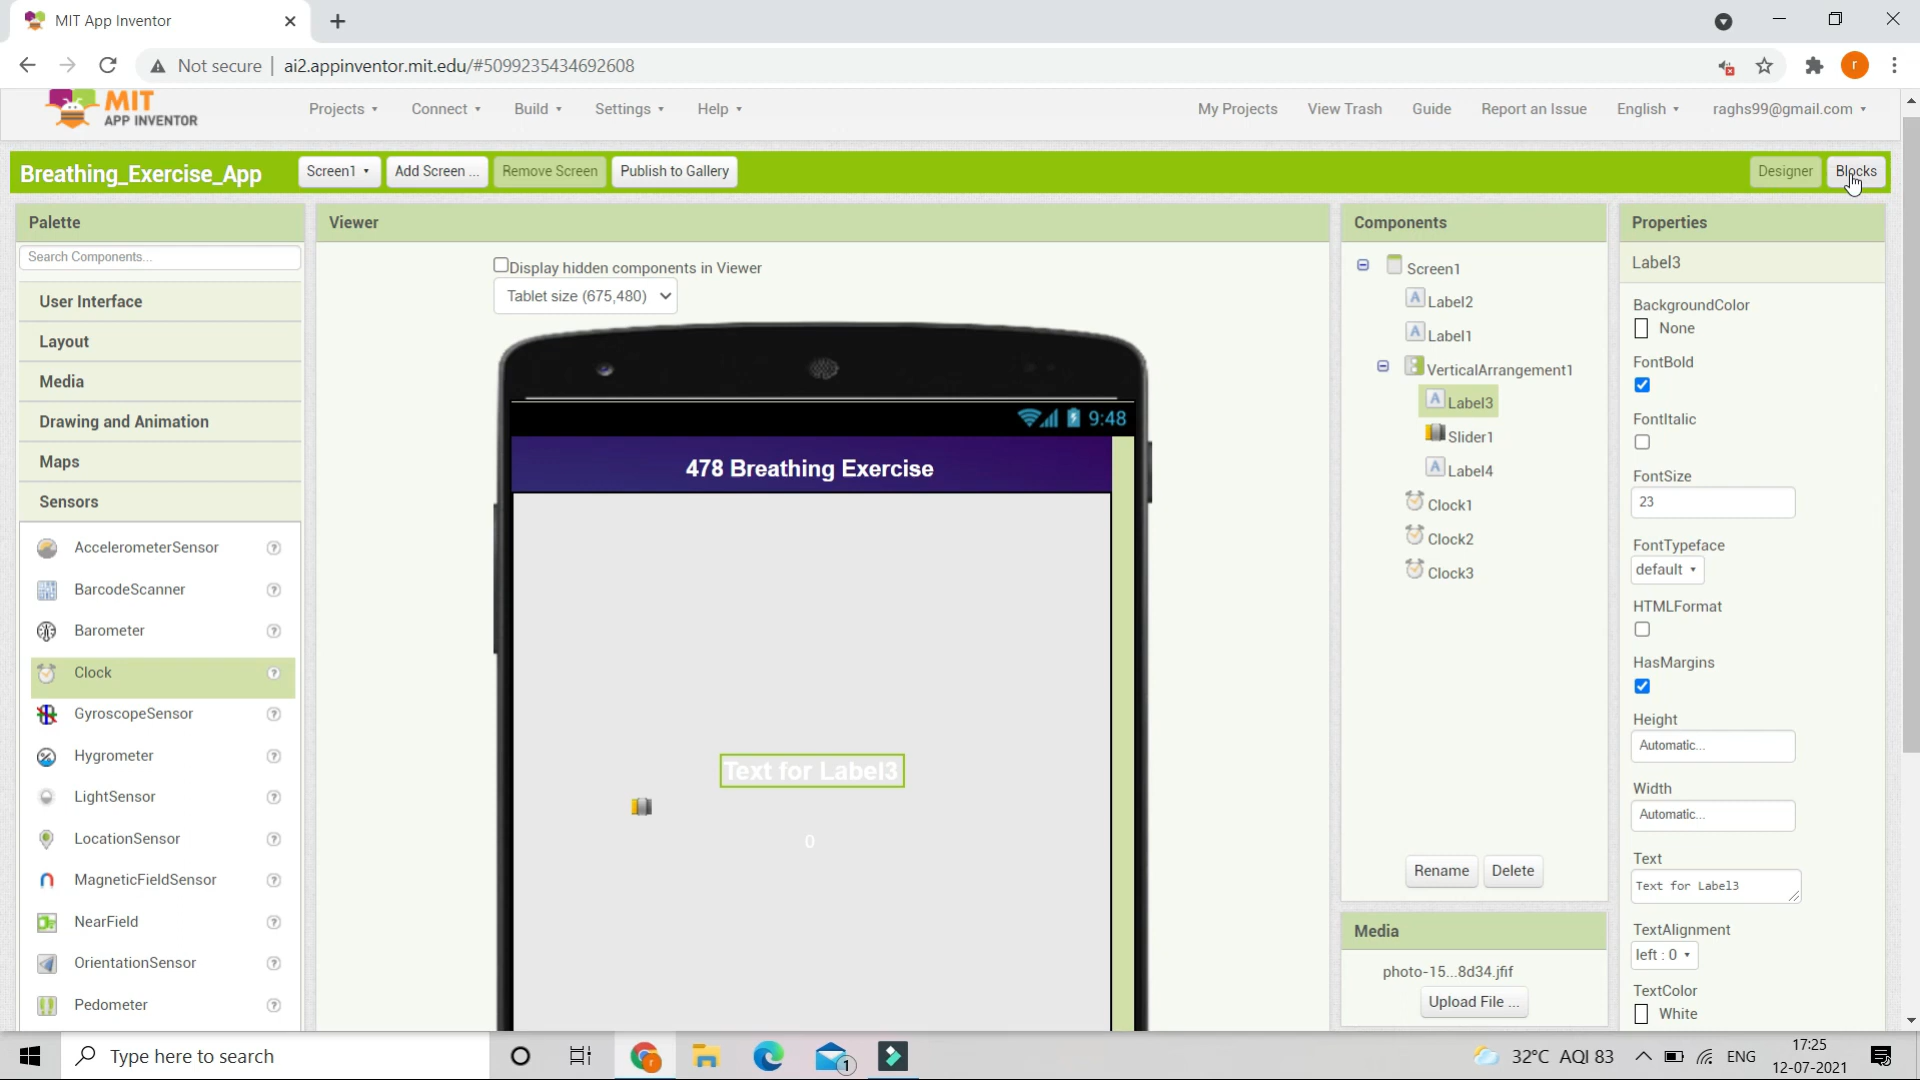 MIT App Inventor
Not secure | ai2.appinventor.mit.edu/#5099235434692608
r
MIT
APP INVENTOR
Projects
Connect
Build
Settings
Help
My Projects
View Trash
Guide
Report an Issue
English
raghs99@gmail.com
Breathing_Exercise_App
Screen1
Add Screen ...
Remove Screen
Publish to Gallery
Designer
Blocks
Palette
Search Components...
User Interface
Layout
Media
Drawing and Animation
Maps
Sensors
AccelerometerSensor
BarcodeScanner
Barometer
Clock
GyroscopeSensor
Hygrometer
LightSensor
LocationSensor
MagneticFieldSensor
NearField
OrientationSensor
Pedometer
Viewer
Display hidden components in Viewer
Tablet size (675,480)
9:48
478 Breathing Exercise
Text for Label3
0
Components
Screen1
Label2
Label1
VerticalArrangement1
Label3
Slider1
Label4
Clock1
Clock2
Clock3
Rename
Delete
Media
photo-15...8d34.jfif
Upload File ...
Properties
Label3
BackgroundColor
None
FontBold
FontItalic
FontSize
23
FontTypeface
default
HTMLFormat
HasMargins
Height
Automatic...
Width
Automatic...
Text
Text for Label3
TextAlignment
left : 0
TextColor
White
Type here to search
1
32°C AQI 83
ENG
17:25
12-07-2021